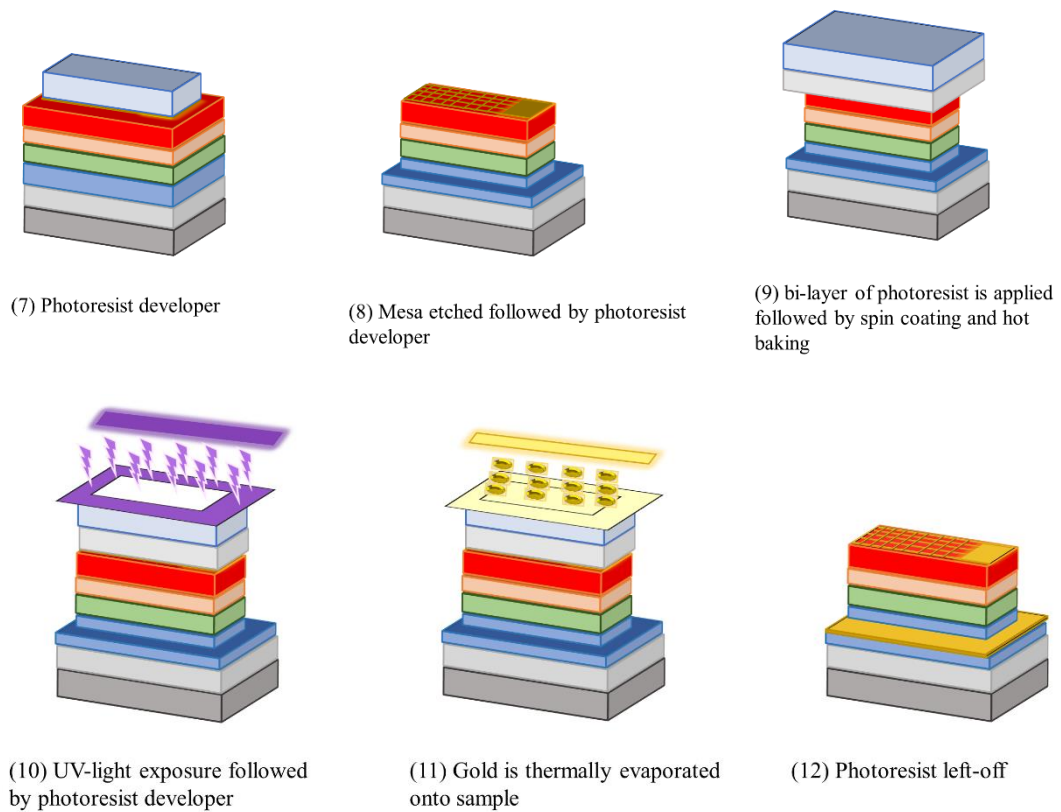 (7) Photoresist developer
(8) Mesa etched followed by photoresist
developer
(9) bi-layer of photoresist is applied
followed by spin coating and hot
baking
(10) UV-light exposure followed
by photoresist developer
(11) Gold is thermally evaporated
onto sample
(12) Photoresist left-off